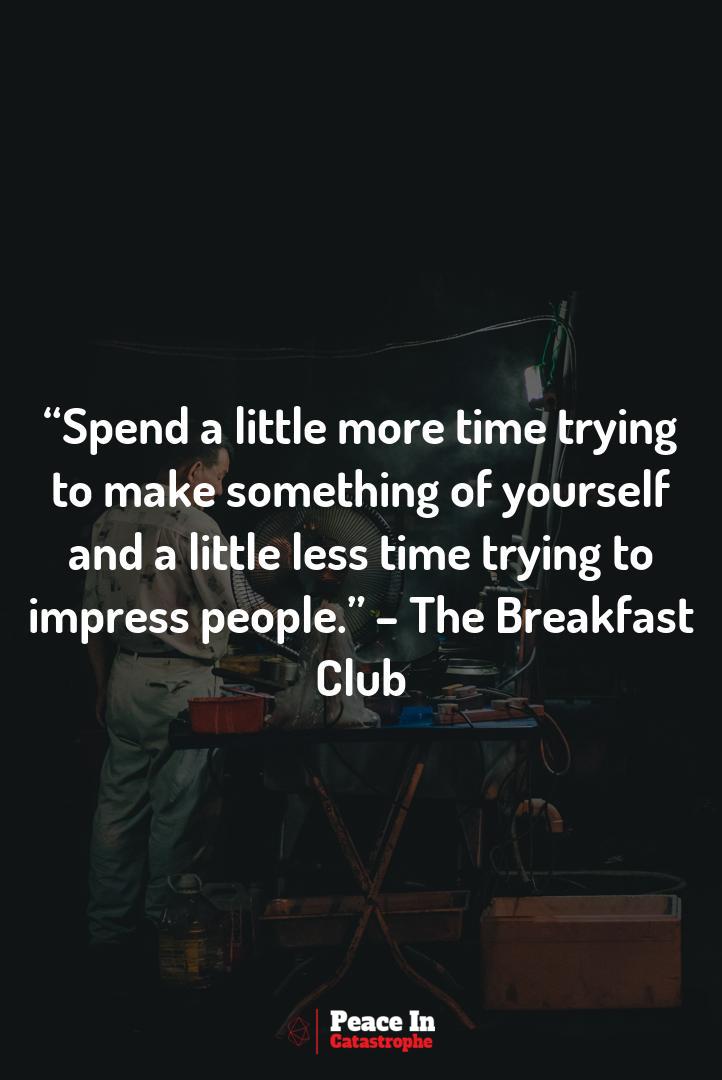 “Spend a little more time trying
to make something of yourself
and a little less time trying to
impress people.” – The Breakfast
Club
Peace In
Catastrophe